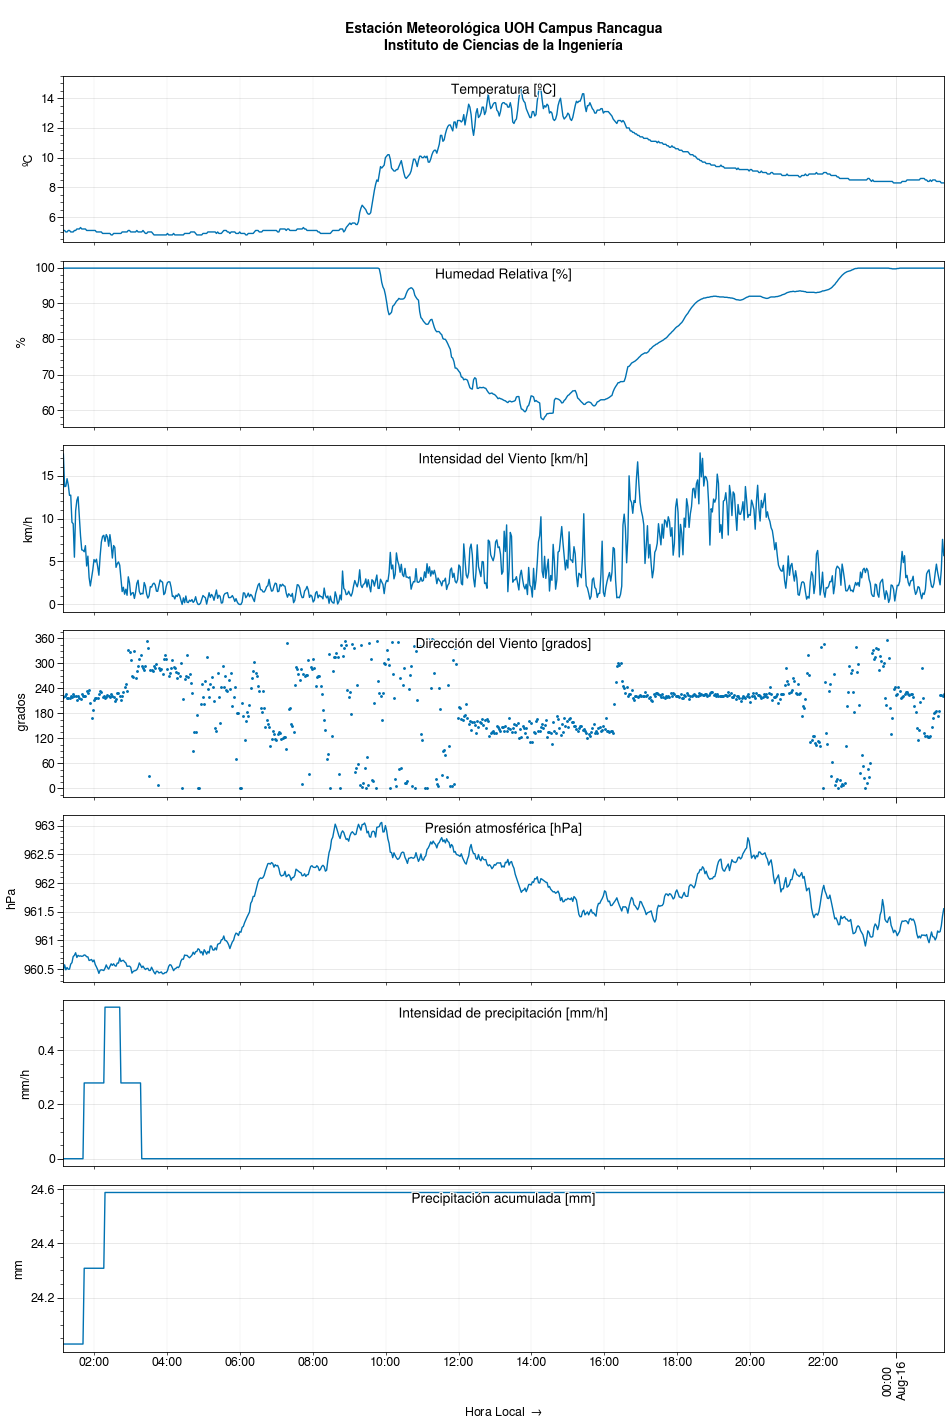 Estación Meteorológica UOH Campus Rancagua
Instituto de Ciencias de la Ingeniería
Temperatura [ºC]
14
12
10
8
6
ºC
Humedad Relativa [%]
100
90
80
70
60
%
Intensidad del Viento [km/h]
15
10
5
0
km/h
Dirección del Viento [grados]
360
300
240
180
120
60
0
grados
Presión atmosférica [hPa]
963
962.5
962
961.5
961
960.5
hPa
Intensidad de precipitación [mm/h]
0.4
0.2
0
mm/h
Precipitación acumulada [mm]
24.6
24.4
24.2
mm
02:00 04:00 06:00 08:00 10:00 12:00 14:00 16:00 18:00 20:00 22:00
00:00
Aug-16
Hora Local →